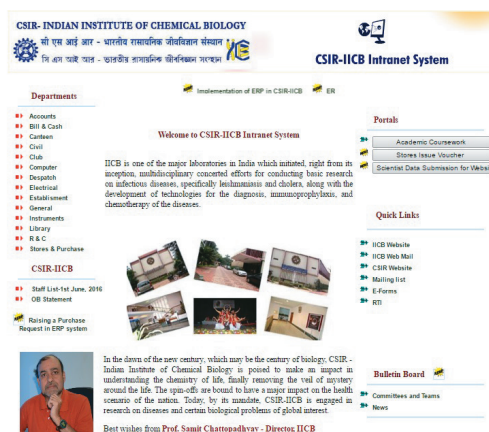 CSIR- INDIAN INSTITUTE OF CHEMICAL BIOLOGY
सी एस आई आर - भारतीय रासायनिक जीवविज्ञान संस्थान
সি এস আই আর - ভারতীয় রাসায়নিক জীববিজ্ঞান সংস্থান
CSIR-IICB Intranet System
Implementation of ERP in CSIR-IICB
ER
Departments
Accounts
Bill & Cash
Canteen
Civil
Club
Computer
Despatch
Electrical
Establisment
General
Instruments
Library
R & C
Stores & Purchase
CSIR-IICB
Staff List-1st June, 2016
OB Statement
Raising a Purchase
Request in ERP system
Welcome to CSIR-IICB Intranet System
IICB is one of the major laboratories in India which initiated, right from its
inception, multidisciplinary concerted efforts for conducting basic research
on infectious diseases, specifically leishmaniasis and cholera, along with the
development of technologies for the diagnosis, immunoprophylaxis, and
chemotherapy of the diseases.
In the dawn of the new century, which may be the century of biology, CSIR -
Indian Institute of Chemical Biology is poised to make an impact in
understanding the chemistry of life, finally removing the veil of mystery
around the life. The spin-offs are bound to have a major impact on the health
scenario of the nation. Today, by its mandate, CSIR-IICB is engaged in
research on diseases and certain biological problems of global interest.
Best wishes from Prof. Samit Chattopadhyay - Director, IICB
Portals
Academic Coursework
Stores Issue Voucher
Scientist Data Submission for Websi
Quick Links
IICB Website
IICB Web Mail
CSIR Website
Mailing list
E-Forms
RTI
Bulletin Board
Committees and Teams
News